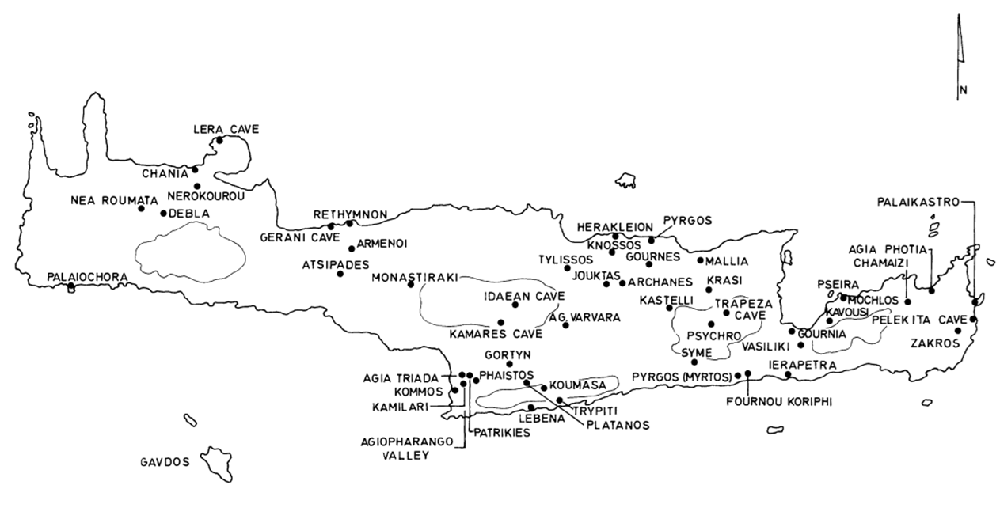 N
LERA CAVE
CHANIA
NEROKOUROU
NEA ROUMATA
DEBLA
PALAIOCHORA
RETHYMNON
GERANI CAVE
ARMENOI
ATSIPADES
MONASTIRAKI
IDAEAN CAVE
KAMARES CAVE
AG. VARVARA
HERAKLEION
PYRGOS
KNOSSOS
GOURNES
TYLISSOS
MALLIA
JOUKTAS
ARCHANES
KRASI
KASTELLI
TRAPEZA
CAVE
PSYCHRO
SYME
VASILIKI
GOURNIA
PALAIKASTRO
AGIA PHOTIA
CHAMAIZI
PSEIRA
MOCHLOS
KAVOUSI
PELEKITA CAVE
ZAKROS
IERAPETRA
PYRGOS (MYRTOS)
FOURNOU KORIPHI
GORTYN
AGIA TRIADA
PHAISTOS
KOMMOS
KAMILARI
KOUMASA
TRYPITI
LEBENA
PLATANOS
PATRIKIES
AGIOPHARANGO
VALLEY
GAVDOS